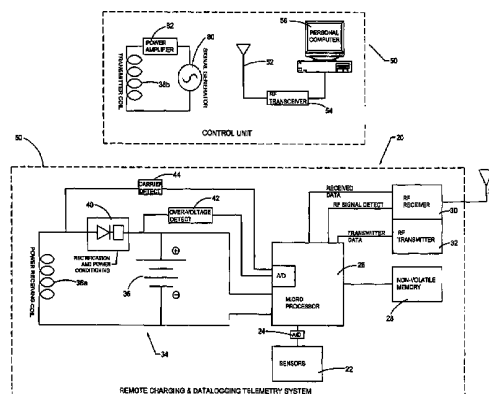 82
POWER
AMPLIFIER
80
TRANSMITTER
COIL
38b
SIGNAL GENERATOR
52
56
PERSONAL
COMPUTER
50
RF
TRANSCEIVER
54
CONTROL UNIT
50
20
44
CARRIER
DETECT
42
OVER-VOLTAGE
DETECT
40
RECTIFICATION
AND POWER
CONDITIONING
POWER RECEIVING
COIL
38a
36
34
RECEIVED
DATA
RF SIGNAL DETECT
TRANSMITTER
DATA
RF
RECEIVER
30
RF
TRANSMITTER
32
A/D
MICRO
PROCESSOR
26
NON-VOLATILE
MEMORY
28
24
A/D
SENSORS
22
REMOTE CHARGING & DATALOGGING TELEMETRY SYSTEM